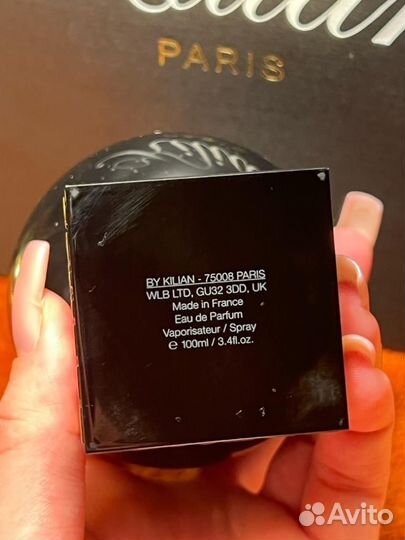 PARIS
BY KILIAN - 75008 PARIS
WLB LTD, GU32 3DD, UK
Made in France
Eau de Parfum
Vaporisateur / Spray
℮ 100ml / 3.4fl.oz.
Avito